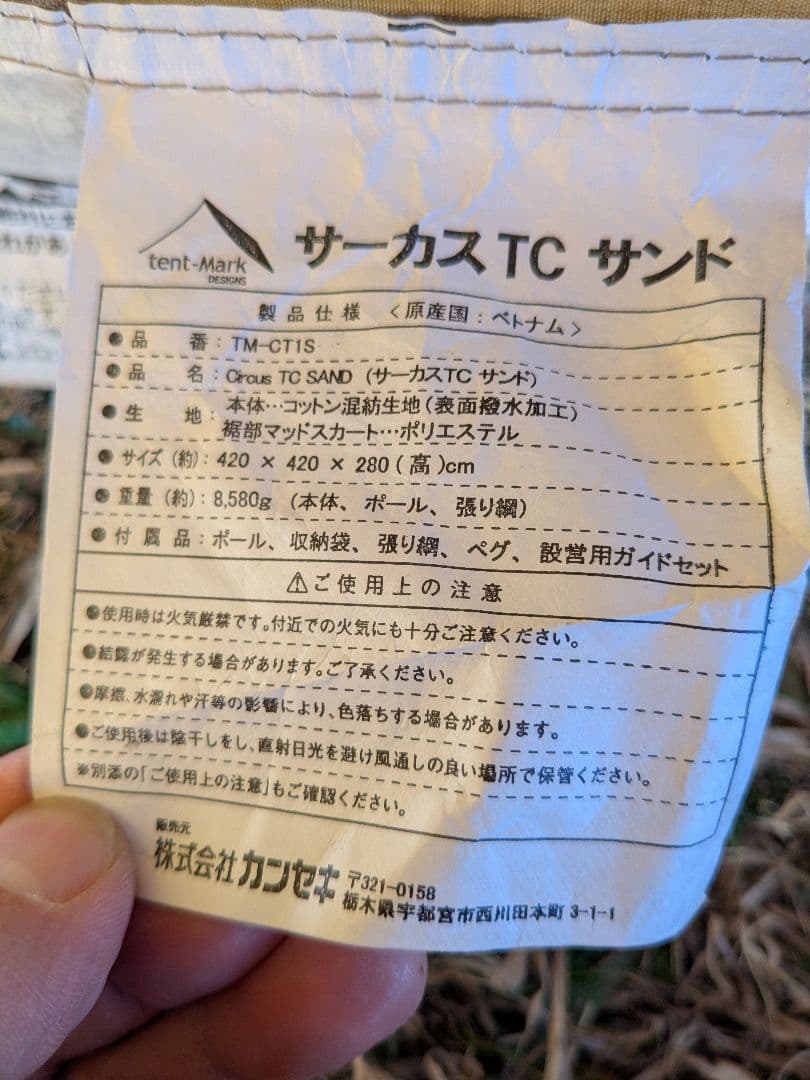 tent-Mark
DESIGNS
サーカス TC サンド
製品仕様 <原産国:ベトナム>
●品 番:TM-CT1S
●品 名:Circus TC SAND (サーカスTC サンド)
●生 地:本体…コットン混紡生地(表面撥水加工)
裾部マッドスカート…ポリエステル
●サイズ(約):420 × 420 × 280(高)cm
●重量(約):8,580g (本体、ポール、張り綱)
●付属品:ポール、収納袋、張り綱、ペグ、設営用ガイドセット
⚠ご使用上の注意
●使用時は火気厳禁です。付近での火気にも十分ご注意ください。
●結露が発生する場合があります。ご了承ください。
●摩擦、水濡れや汗等の影響により、色落ちする場合があります。
●ご使用後は陰干しをし、直射日光を避け風通しの良い場所で保管ください。
※別添の「ご使用上の注意」もご確認ください。
販売元
株式会社カンセキ 〒321-0158
栃木県宇都宮市西川田本町 3-1-1